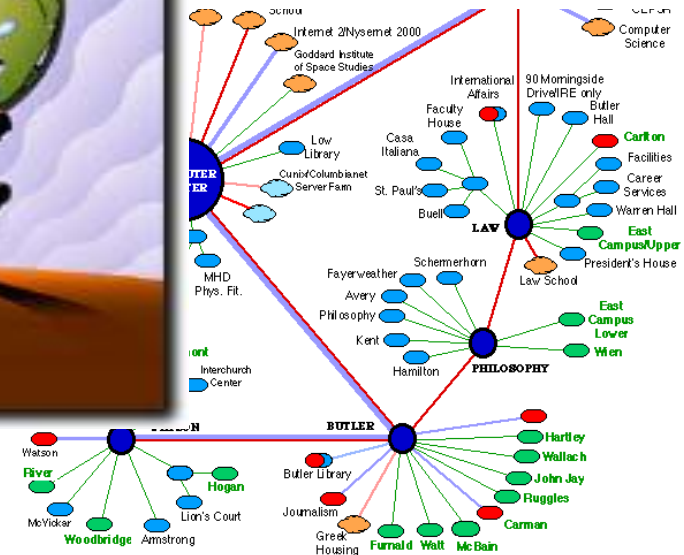 School
Internet 2/Nysernet 2000
Goddard Institute
of Space Studies
Computer
Science
International
Affairs
90 Morningside
Drive/IRE only
Faculty
House
Butler
Hall
Carlton
Casa
Italiana
Low
Library
Facilities
Cunix/Columbianet
Server Farm
Career
Services
St. Paul's
Buell
Warren Hall
LAW
East
Campus/Upper
President's House
Law School
MHD
Phys. Fit.
Schermerhorn
Fayerweather
Avery
Philosophy
Kent
Hamilton
PHILOSOPHY
East
Campus
Lower
Wien
Interchurch
Center
BUTLER
Watson
River
McVickar
Woodbridge
Armstrong
Lion's Court
Hogan
Butler Library
Journalism
Greek
Housing
Furnald
Watt
McBain
Carman
Ruggles
John Jay
Wallach
Hartley